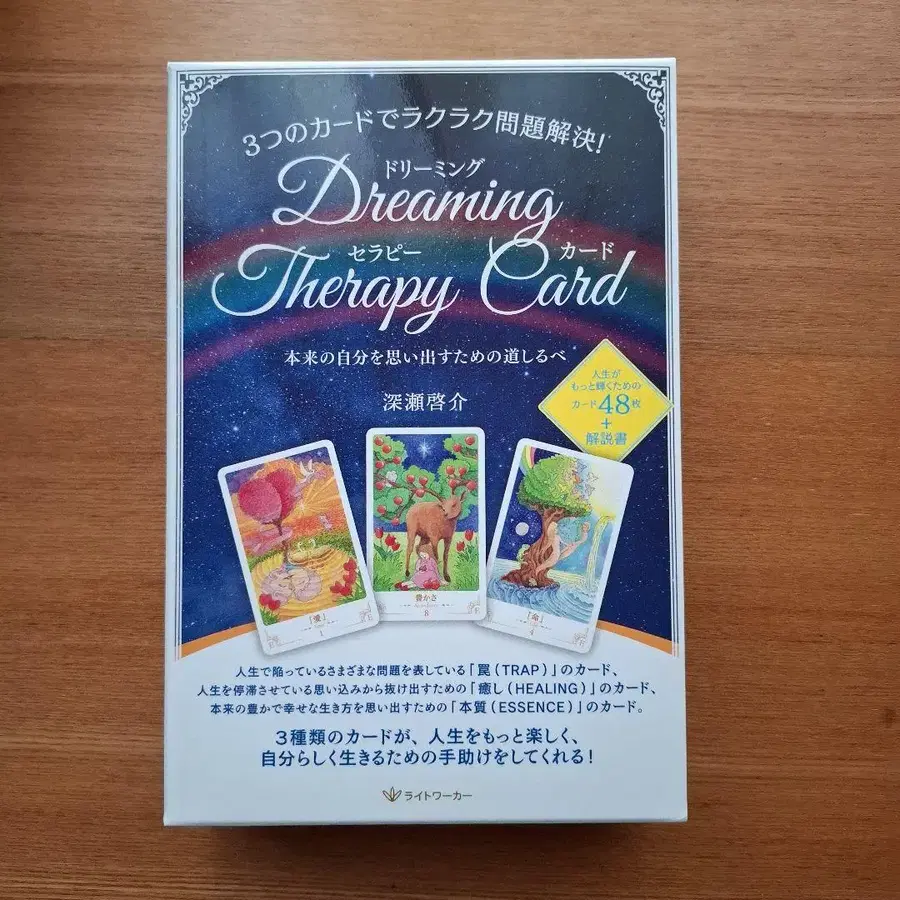 3つのカードでラクラク問題解決!
ドリーミング
Dreaming
セラピー カード
Therapy Card
本来の自分を思い出すための道しるべ
深瀬啓介
人生が
もっと輝くための
カード48枚
+
解説書
「愛」
1
E
豊かさ
8
E
「命」
4
E
人生で陥っているさまざまな問題を表している「罠(TRAP)」のカード、
人生を停滞させている思い込みから抜け出すための「癒し(HEALING)」のカード、
本来の豊かで幸せな生き方を思い出すための「本質(ESSENCE)」のカード。
3種類のカードが、人生をもっと楽しく、
自分らしく生きるための手助けをしてくれる!
ライトワーカー